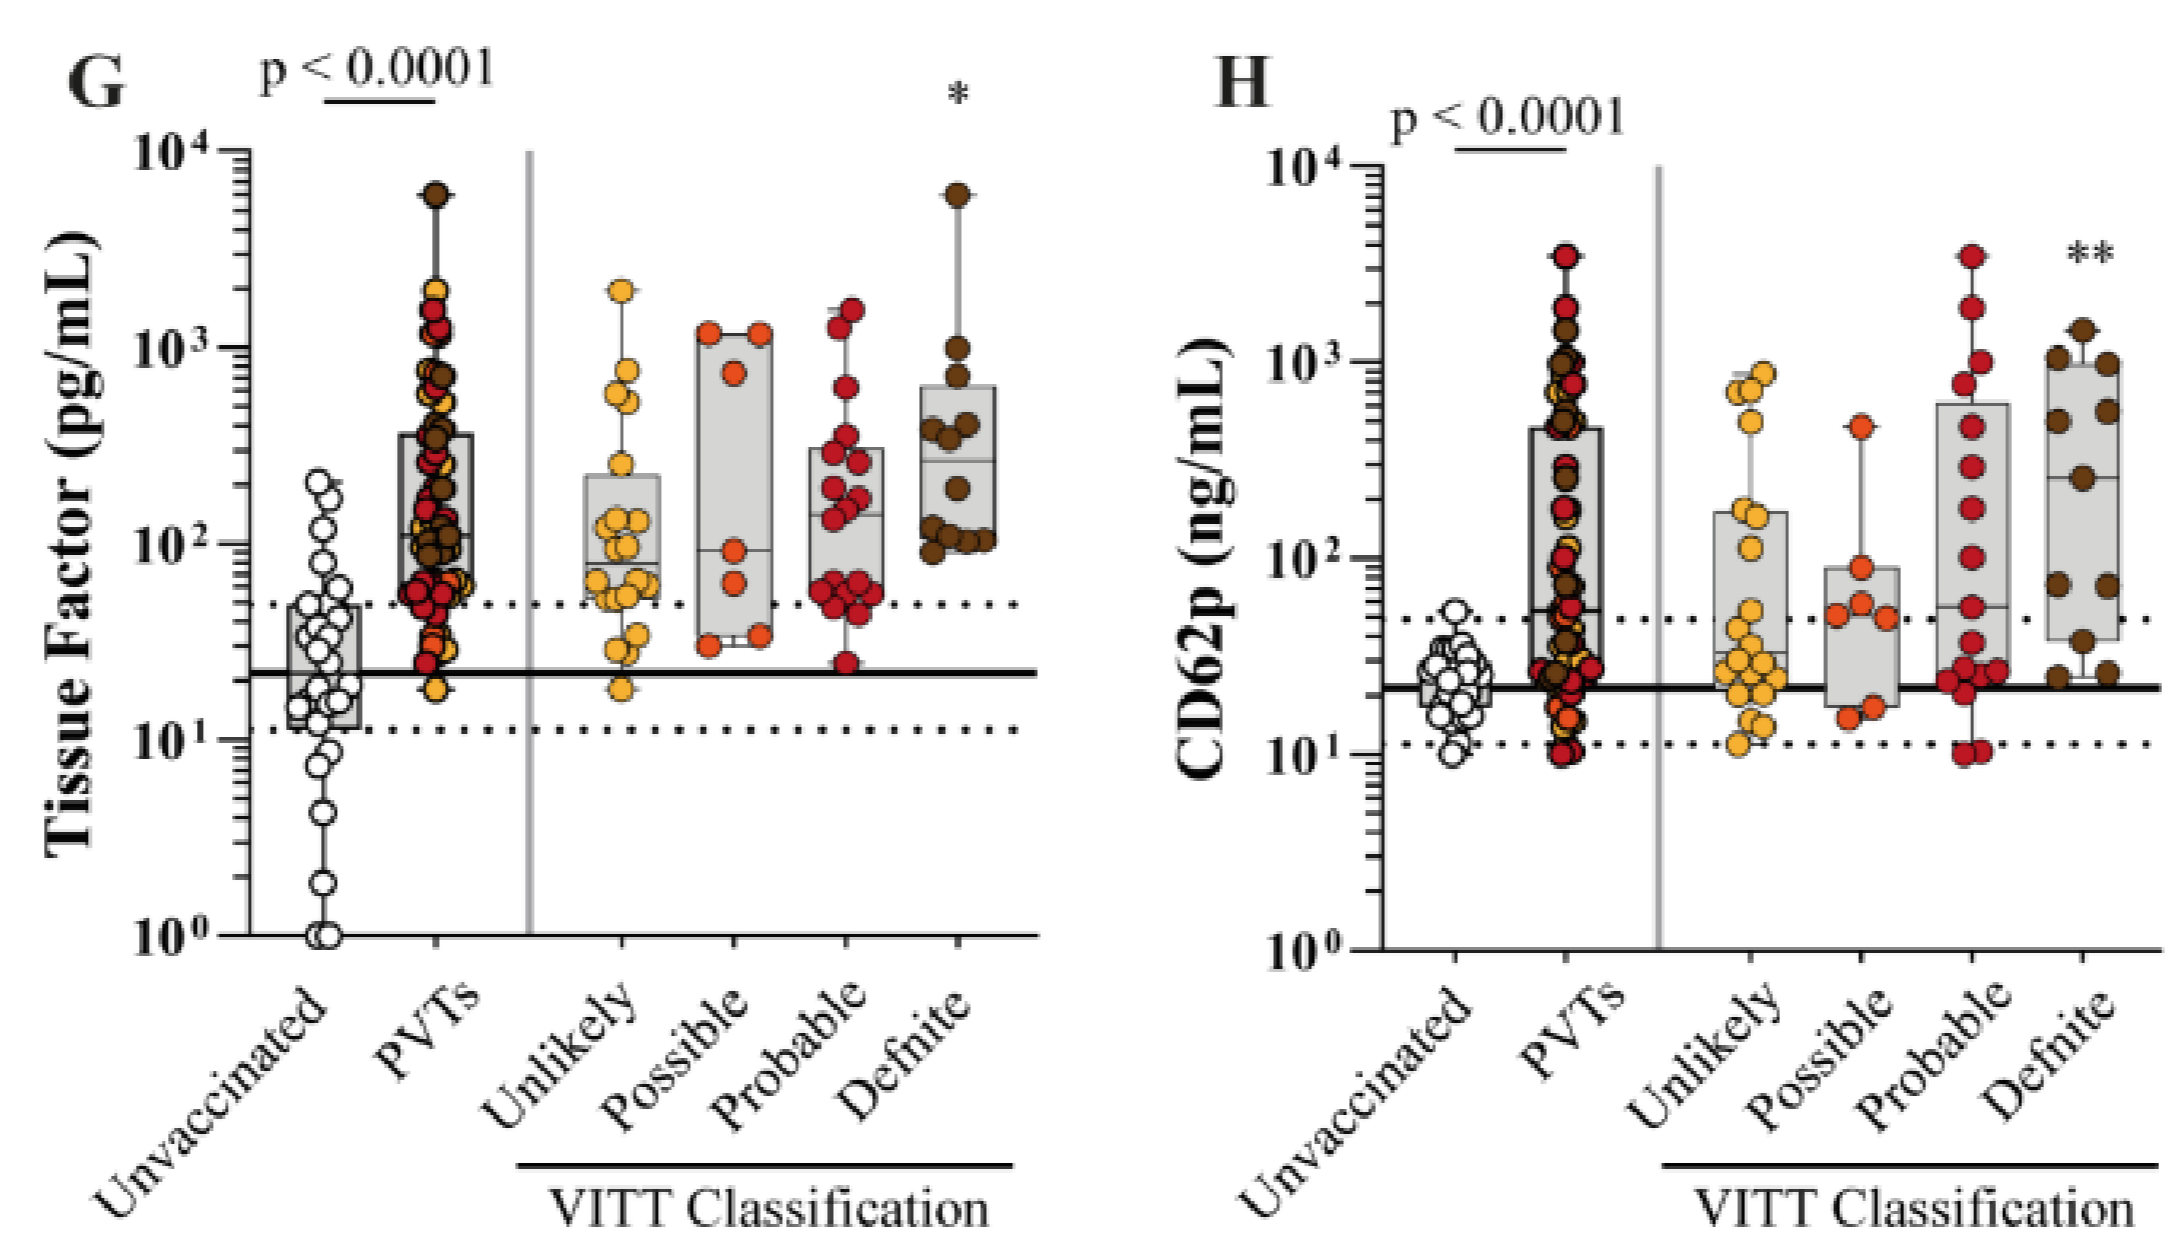 G
p < 0.0001
*
Tissue Factor (pg/mL)
10⁴
10³
10²
10¹
10⁰
Unvaccinated
PVTs
Unlikely
Possible
Probable
Defnite
VITT Classification
H
p < 0.0001
**
CD62p (ng/mL)
10⁴
10³
10²
10¹
10⁰
Unvaccinated
PVTs
Unlikely
Possible
Probable
Defnite
VITT Classification